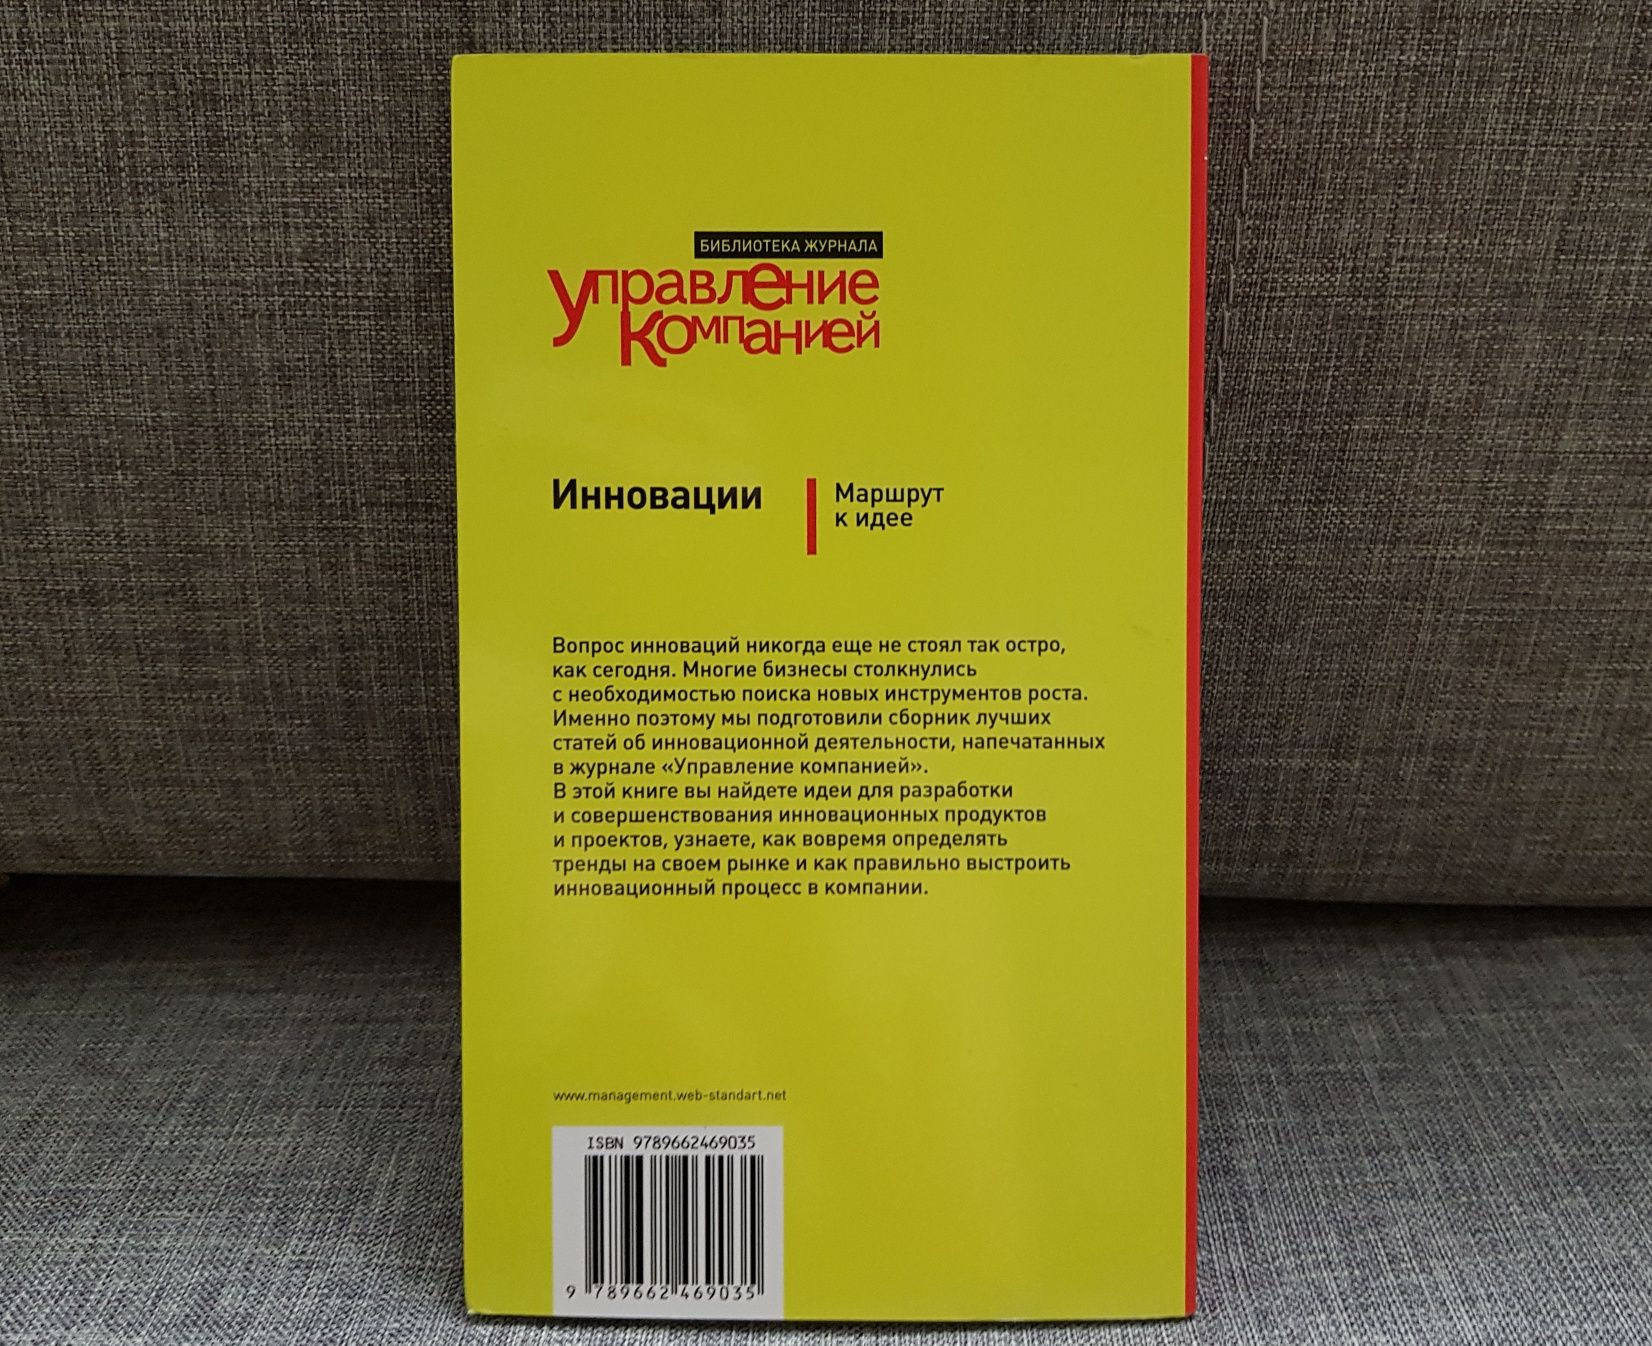 БИБЛИОТЕКА ЖУРНАЛА
Управление
Компанией
Инновации
Маршрут
к идее
Вопрос инноваций никогда еще не стоял так остро,
как сегодня. Многие бизнесы столкнулись
с необходимостью поиска новых инструментов роста.
Именно поэтому мы подготовили сборник лучших
статей об инновационной деятельности, напечатанных
в журнале «Управление компанией».
В этой книге вы найдете идеи для разработки
и совершенствования инновационных продуктов
и проектов, узнаете, как вовремя определять
тренды на своем рынке и как правильно выстроить
инновационный процесс в компании.
www.management.web-standart.net
ISBN 9789662469035
9 789662 469035